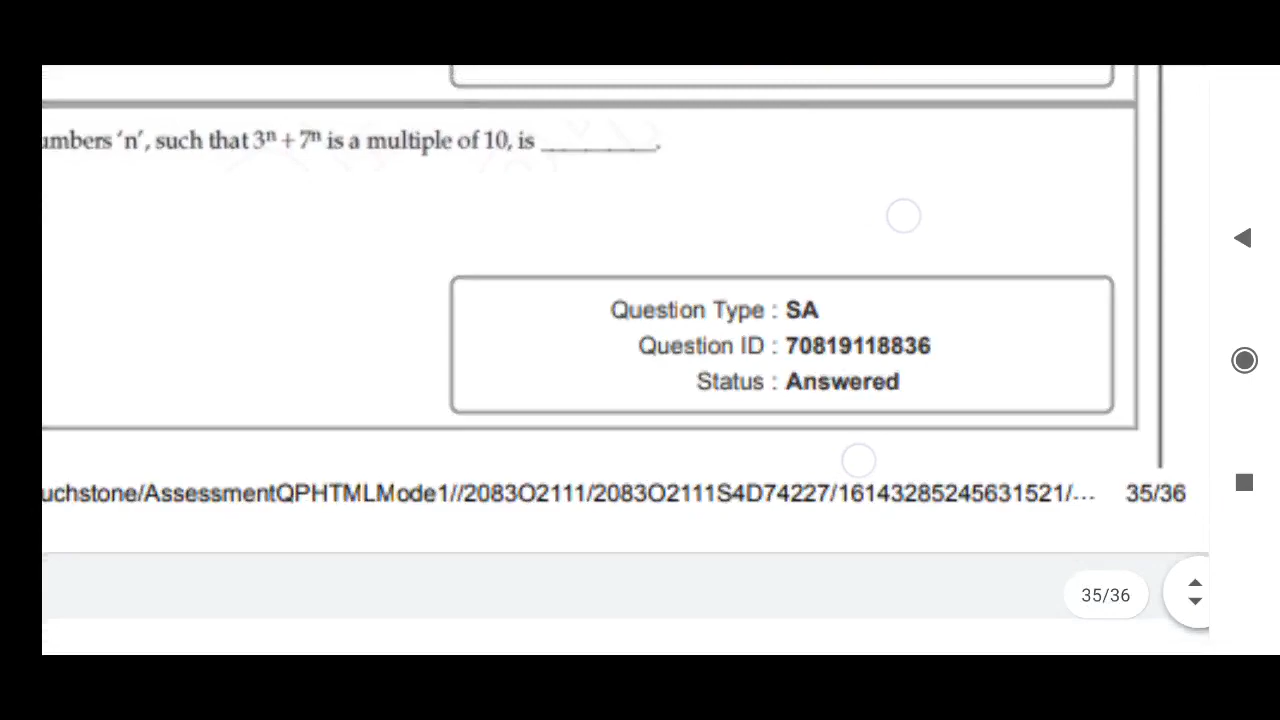 umbers ‘n’, such that 3ⁿ + 7ⁿ is a multiple of 10, is __________.
Question Type : SA
Question ID : 70819118836
Status : Answered
uchstone/AssessmentQPHTMLMode1//2083O2111/2083O2111S4D74227/16143285245631521/... 35/36
35/36